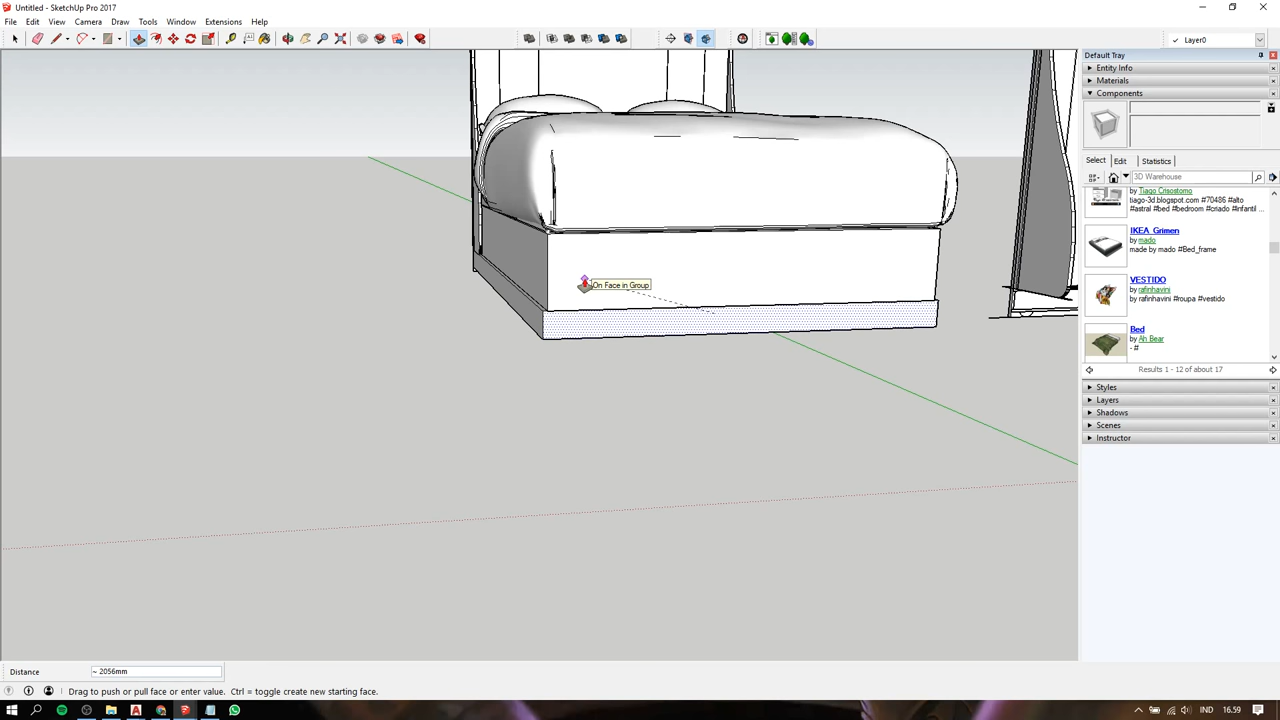 Untitled - SketchUp Pro 2017
File Edit View Camera Draw Tools Window Extensions Help
Layer0
Default Tray
Entity Info
Materials
Components
Select Edit Statistics
3D Warehouse
by Tiago Crisostomo
tiago-3d.blogspot.com #70486 #alto
#astral #bed #bedroom #criado #infantil ...
IKEA Grimen
by mado
made by mado #Bed_frame
VESTIDO
by rafinhavini
by rafinhavini #roupa #vestido
Bed
by Ah Bear
- #
Results 1 - 12 of about 17
Styles
Layers
Shadows
Scenes
Instructor
On Face in Group
Distance ~ 2056mm
Drag to push or pull face or enter value. Ctrl = toggle create new starting face.
IND 16.59